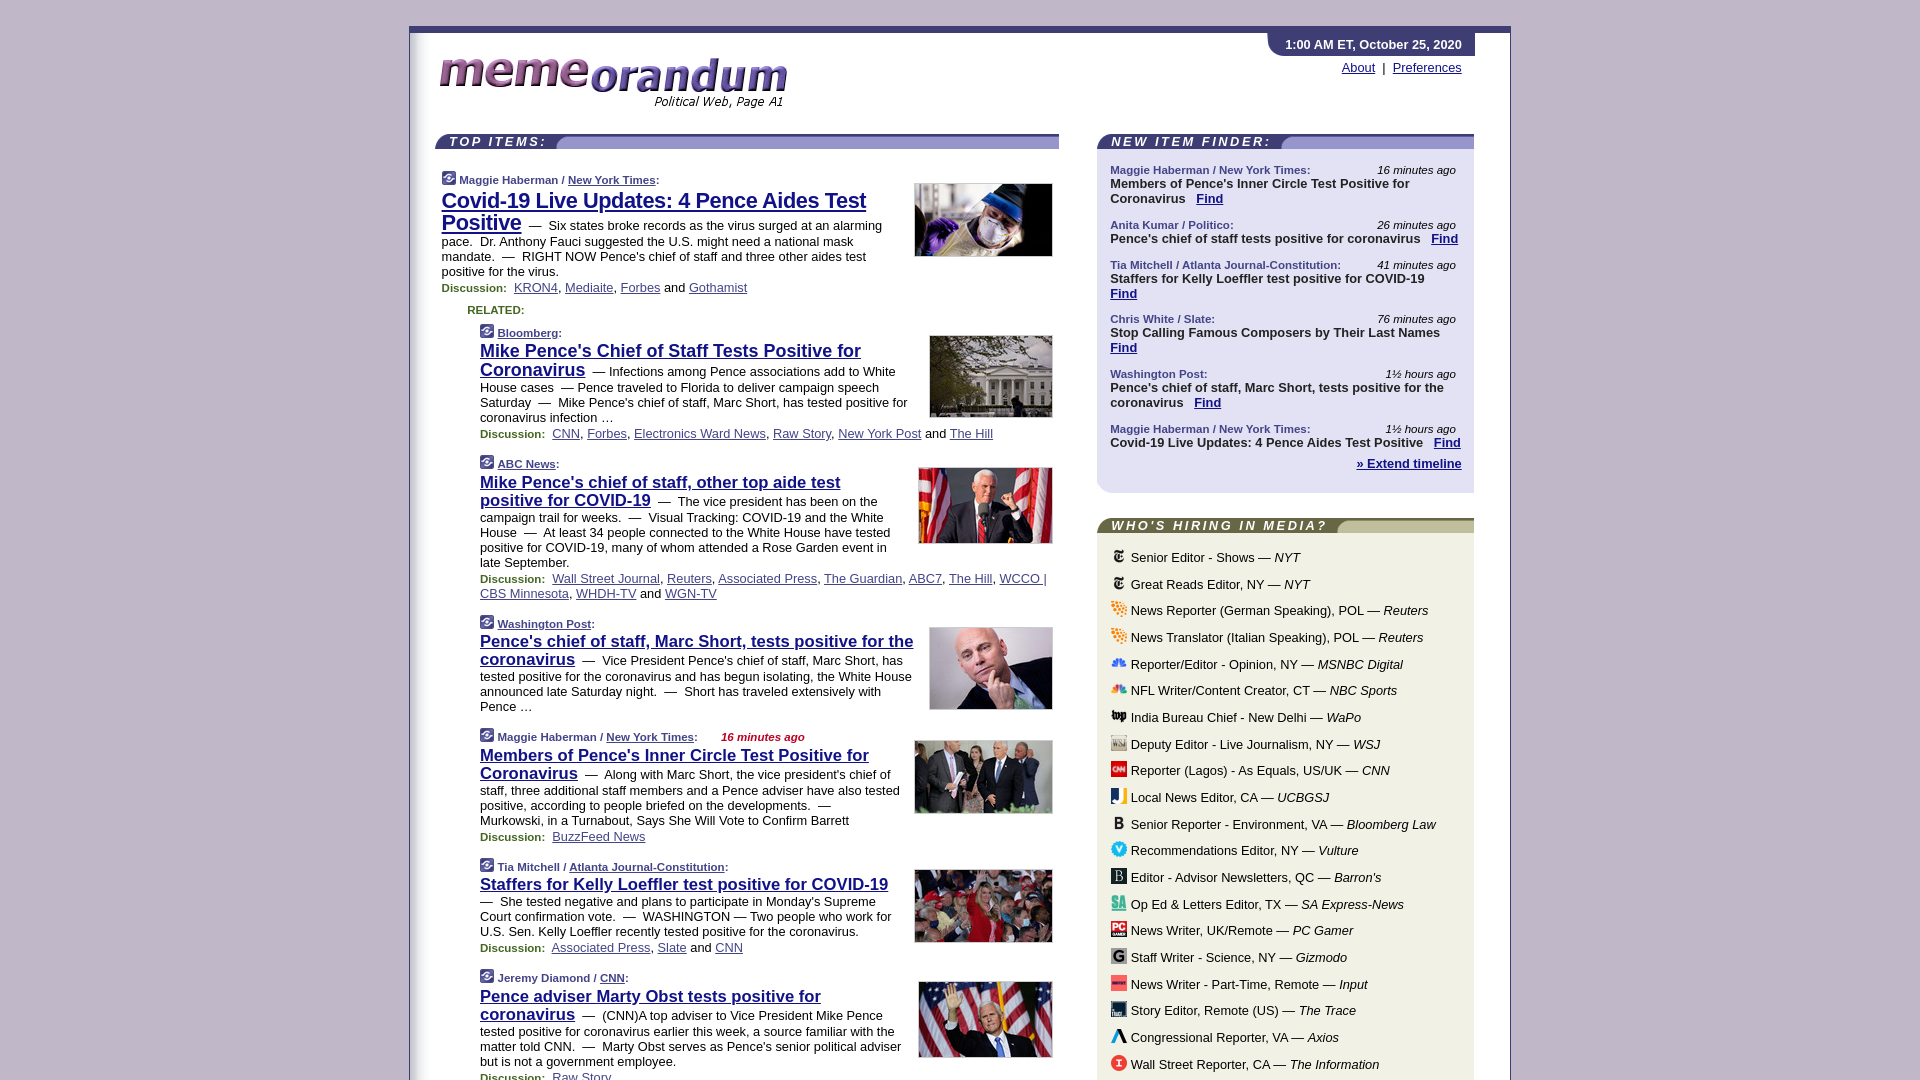 1:00 AM ET, October 25, 2020
About | Preferences
memeorandum
Political Web, Page A1
TOP ITEMS:
Maggie Haberman / New York Times:
Covid-19 Live Updates: 4 Pence Aides Test
Positive — Six states broke records as the virus surged at an alarming
pace. Dr. Anthony Fauci suggested the U.S. might need a national mask
mandate. — RIGHT NOW Pence's chief of staff and three other aides test
positive for the virus.
Discussion: KRON4, Mediaite, Forbes and Gothamist
RELATED:
Bloomberg:
Mike Pence's Chief of Staff Tests Positive for
Coronavirus — Infections among Pence associations add to White
House cases — Pence traveled to Florida to deliver campaign speech
Saturday — Mike Pence's chief of staff, Marc Short, has tested positive for
coronavirus infection …
Discussion: CNN, Forbes, Electronics Ward News, Raw Story, New York Post and The Hill
ABC News:
Mike Pence's chief of staff, other top aide test
positive for COVID-19 — The vice president has been on the
campaign trail for weeks. — Visual Tracking: COVID-19 and the White
House — At least 34 people connected to the White House have tested
positive for COVID-19, many of whom attended a Rose Garden event in
late September.
Discussion: Wall Street Journal, Reuters, Associated Press, The Guardian, ABC7, The Hill, WCCO |
CBS Minnesota, WHDH-TV and WGN-TV
Washington Post:
Pence's chief of staff, Marc Short, tests positive for the
coronavirus — Vice President Pence's chief of staff, Marc Short, has
tested positive for the coronavirus and has begun isolating, the White House
announced late Saturday night. — Short has traveled extensively with
Pence …
Maggie Haberman / New York Times: 16 minutes ago
Members of Pence's Inner Circle Test Positive for
Coronavirus — Along with Marc Short, the vice president's chief of
staff, three additional staff members and a Pence adviser have also tested
positive, according to people briefed on the developments. —
Murkowski, in a Turnabout, Says She Will Vote to Confirm Barrett
Discussion: BuzzFeed News
Tia Mitchell / Atlanta Journal-Constitution:
Staffers for Kelly Loeffler test positive for COVID-19
— She tested negative and plans to participate in Monday's Supreme
Court confirmation vote. — WASHINGTON — Two people who work for
U.S. Sen. Kelly Loeffler recently tested positive for the coronavirus.
Discussion: Associated Press, Slate and CNN
Jeremy Diamond / CNN:
Pence adviser Marty Obst tests positive for
coronavirus — (CNN)A top adviser to Vice President Mike Pence
tested positive for coronavirus earlier this week, a source familiar with the
matter told CNN. — Marty Obst serves as Pence's senior political adviser
but is not a government employee.
Discussion: Raw Story
NEW ITEM FINDER:
Maggie Haberman / New York Times: 16 minutes ago
Members of Pence's Inner Circle Test Positive for
Coronavirus Find
Anita Kumar / Politico: 26 minutes ago
Pence's chief of staff tests positive for coronavirus Find
Tia Mitchell / Atlanta Journal-Constitution: 41 minutes ago
Staffers for Kelly Loeffler test positive for COVID-19
Find
Chris White / Slate: 76 minutes ago
Stop Calling Famous Composers by Their Last Names
Find
Washington Post: 1½ hours ago
Pence's chief of staff, Marc Short, tests positive for the
coronavirus Find
Maggie Haberman / New York Times: 1½ hours ago
Covid-19 Live Updates: 4 Pence Aides Test Positive Find
» Extend timeline
WHO'S HIRING IN MEDIA?
Senior Editor - Shows — NYT
Great Reads Editor, NY — NYT
News Reporter (German Speaking), POL — Reuters
News Translator (Italian Speaking), POL — Reuters
Reporter/Editor - Opinion, NY — MSNBC Digital
NFL Writer/Content Creator, CT — NBC Sports
India Bureau Chief - New Delhi — WaPo
Deputy Editor - Live Journalism, NY — WSJ
Reporter (Lagos) - As Equals, US/UK — CNN
Local News Editor, CA — UCBGSJ
Senior Reporter - Environment, VA — Bloomberg Law
Recommendations Editor, NY — Vulture
Editor - Advisor Newsletters, QC — Barron's
Op Ed & Letters Editor, TX — SA Express-News
News Writer, UK/Remote — PC Gamer
Staff Writer - Science, NY — Gizmodo
News Writer - Part-Time, Remote — Input
Story Editor, Remote (US) — The Trace
Congressional Reporter, VA — Axios
Wall Street Reporter, CA — The Information